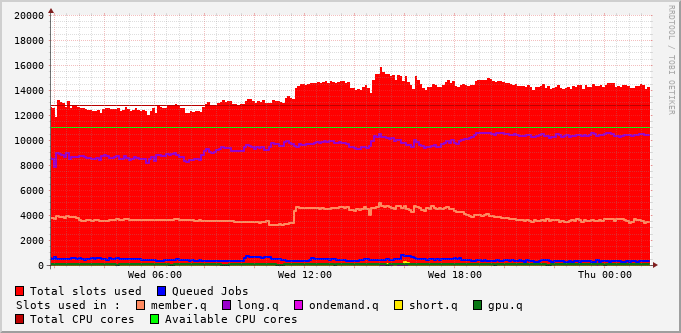 RRDTOOL / TOBI OETIKER
20000
18000
16000
14000
12000
10000
8000
6000
4000
2000
0
Wed 06:00 Wed 12:00 Wed 18:00 Thu 00:00
Total slots used Queued Jobs
Slots used in : member.q long.q ondemand.q short.q gpu.q
Total CPU cores Available CPU cores